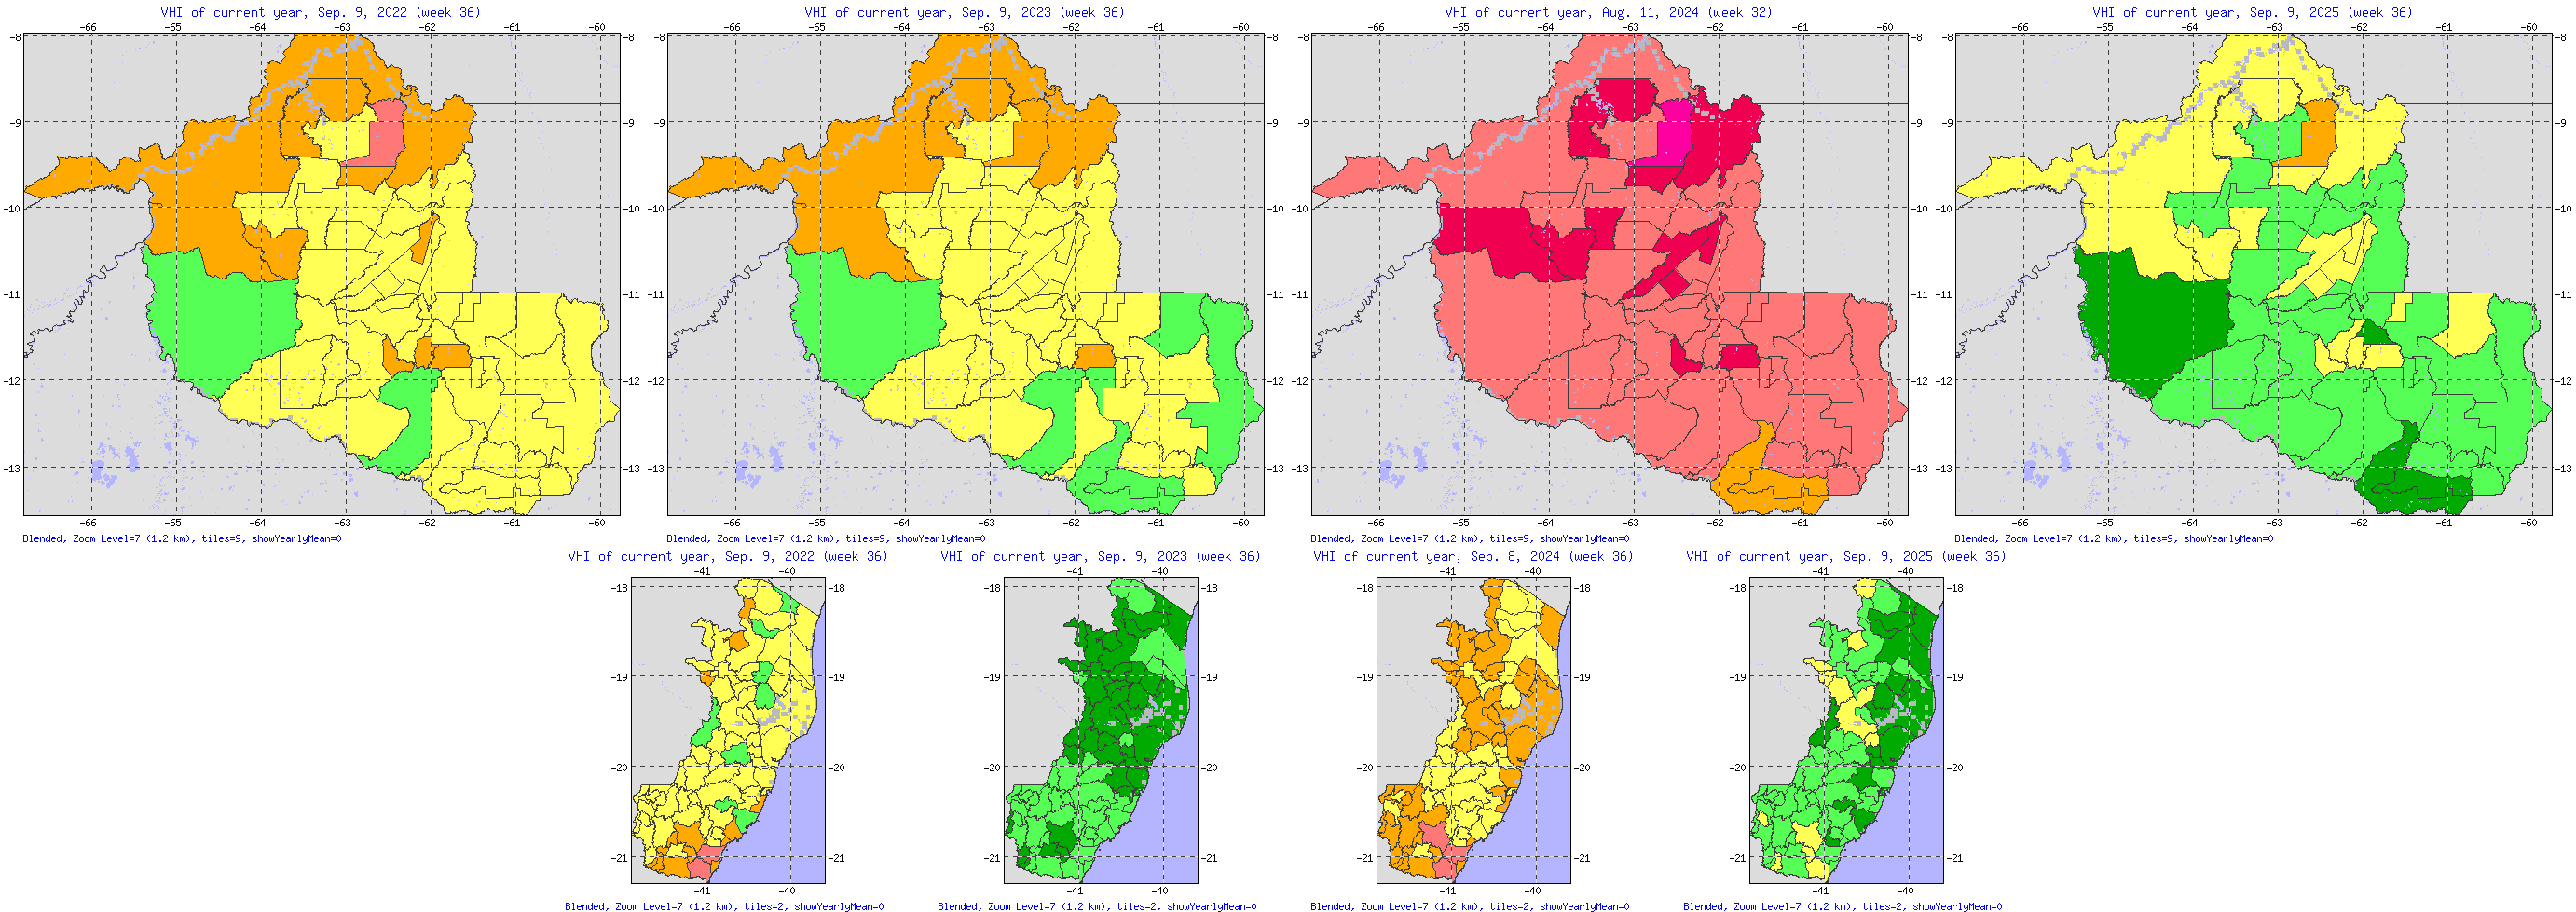 VHI of current year, Sep. 9, 2022 (week 36) VHI of current year, Sep. 9, 2023 (week 36) VHI of current year, Aug. 11, 2024 (week 32) VHI of current year, Sep. 9, 2025 (week 36)
-66 -65 -64 -63 -62 -61 -60 -66 -65 -64 -63 -62 -61 -60 -66 -65 -64 -63 -62 -61 -60 -66 -65 -64 -63 -62 -61 -60
-8 -8 -8 -8 -8 -8 -8 -8
-9 -9 -9 -9 -9 -9 -9 -9
-10 -10 -10 -10 -10 -10 -10 -10
-11 -11 -11 -11 -11 -11 -11 -11
-12 -12 -12 -12 -12 -12 -12 -12
-13 -13 -13 -13 -13 -13 -13 -13
-66 -65 -64 -63 -62 -61 -60 -66 -65 -64 -63 -62 -61 -60 -66 -65 -64 -63 -62 -61 -60 -66 -65 -64 -63 -62 -61 -60
Blended, Zoom Level=7 (1.2 km), tiles=9, showYearlyMean=0 Blended, Zoom Level=7 (1.2 km), tiles=9, showYearlyMean=0 Blended, Zoom Level=7 (1.2 km), tiles=9, showYearlyMean=0 Blended, Zoom Level=7 (1.2 km), tiles=9, showYearlyMean=0
VHI of current year, Sep. 9, 2022 (week 36) VHI of current year, Sep. 9, 2023 (week 36) VHI of current year, Sep. 8, 2024 (week 36) VHI of current year, Sep. 9, 2025 (week 36)
-41 -40 -41 -40 -41 -40 -41 -40
-18 -18 -18 -18 -18 -18 -18 -18
-19 -19 -19 -19 -19 -19 -19 -19
-20 -20 -20 -20 -20 -20 -20 -20
-21 -21 -21 -21 -21 -21 -21 -21
-41 -40 -41 -40 -41 -40 -41 -40
Blended, Zoom Level=7 (1.2 km), tiles=2, showYearlyMean=0 Blended, Zoom Level=7 (1.2 km), tiles=2, showYearlyMean=0 Blended, Zoom Level=7 (1.2 km), tiles=2, showYearlyMean=0 Blended, Zoom Level=7 (1.2 km), tiles=2, showYearlyMean=0